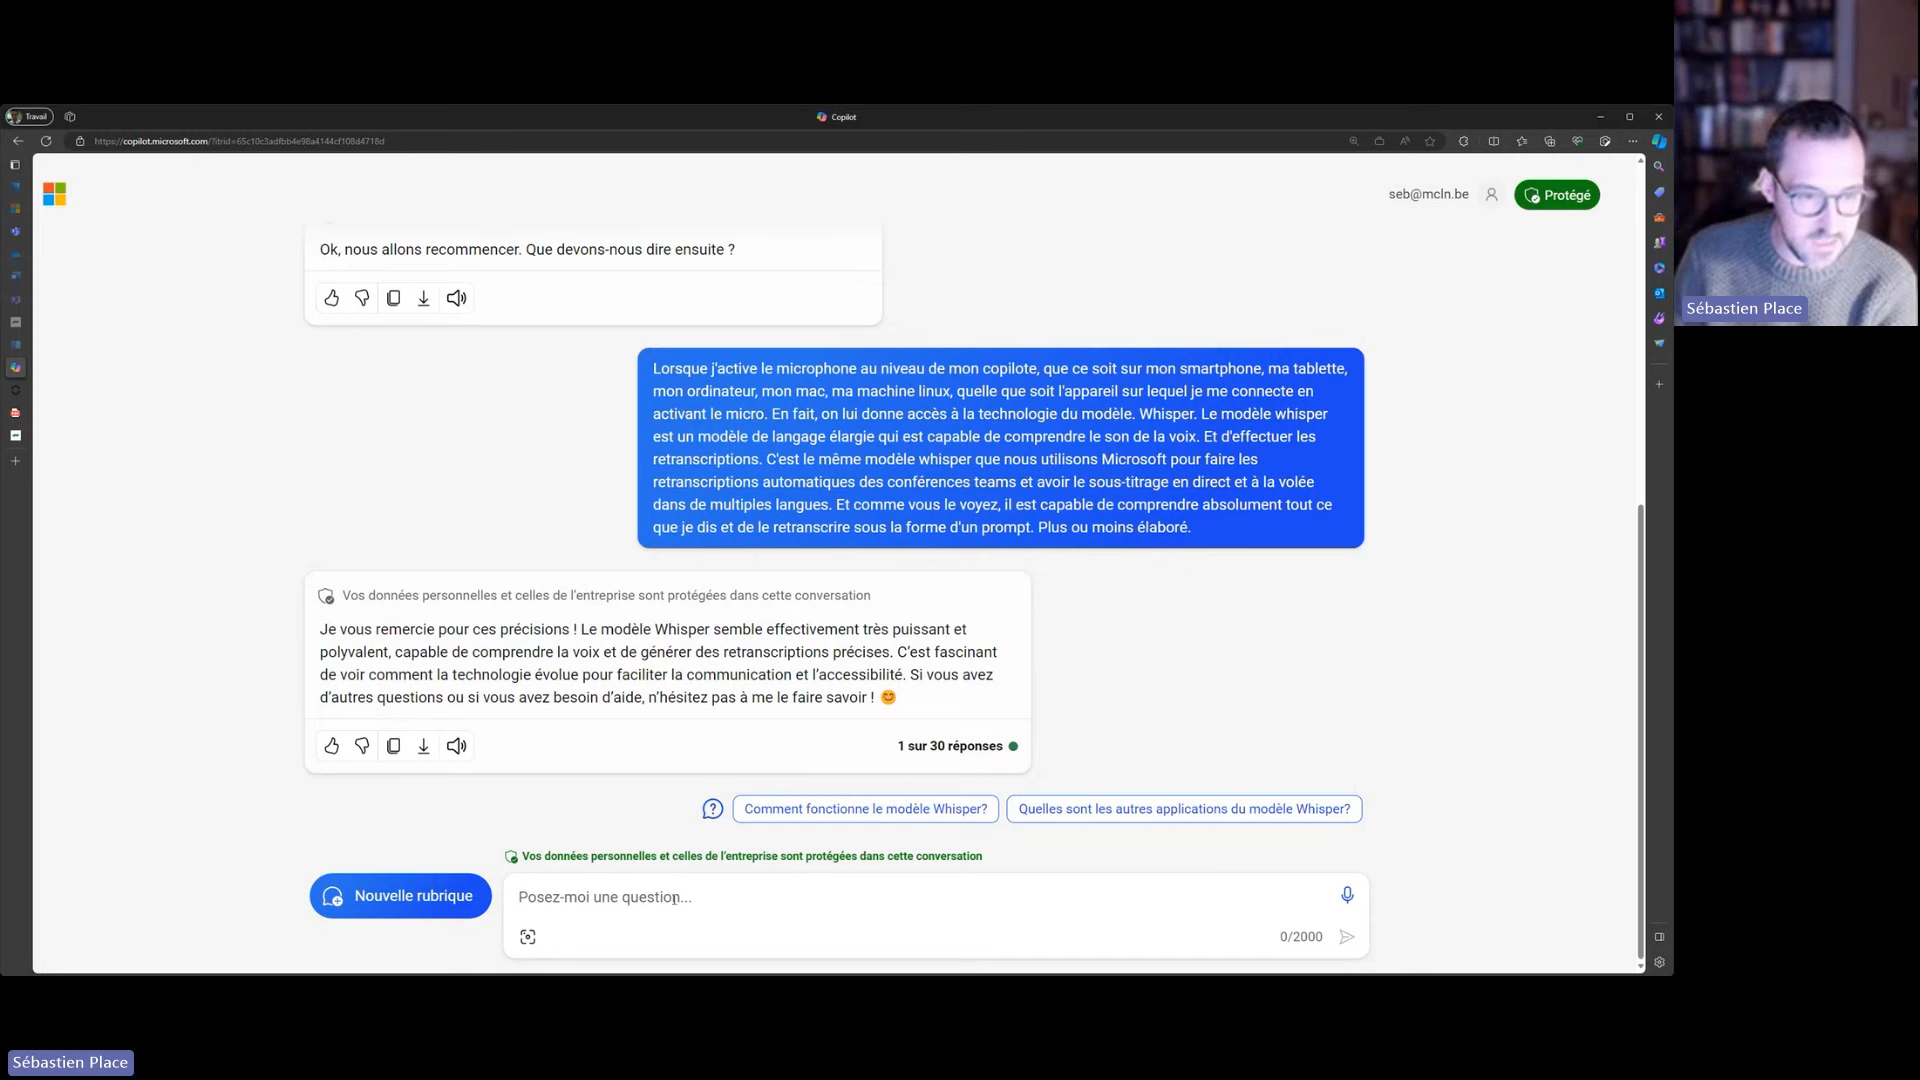 Travail
Copilot
https://copilot.microsoft.com/?itrid=65c10c3adfbb4e98a4144cf108d4718d
seb@mcln.be
Protégé
Sébastien Place
Ok, nous allons recommencer. Que devons-nous dire ensuite ?
Lorsque j'active le microphone au niveau de mon copilote, que ce soit sur mon smartphone, ma tablette,
mon ordinateur, mon mac, ma machine linux, quelle que soit l'appareil sur lequel je me connecte en
activant le micro. En fait, on lui donne accès à la technologie du modèle. Whisper. Le modèle whisper
est un modèle de langage élargie qui est capable de comprendre le son de la voix. Et d'effectuer les
retranscriptions. C'est le même modèle whisper que nous utilisons Microsoft pour faire les
retranscriptions automatiques des conférences teams et avoir le sous-titrage en direct et à la volée
dans de multiples langues. Et comme vous le voyez, il est capable de comprendre absolument tout ce
que je dis et de le retranscrire sous la forme d'un prompt. Plus ou moins élaboré.
Vos données personnelles et celles de l'entreprise sont protégées dans cette conversation
Je vous remercie pour ces précisions ! Le modèle Whisper semble effectivement très puissant et
polyvalent, capable de comprendre la voix et de générer des retranscriptions précises. C’est fascinant
de voir comment la technologie évolue pour faciliter la communication et l’accessibilité. Si vous avez
d’autres questions ou si vous avez besoin d’aide, n’hésitez pas à me le faire savoir ! 😊
1 sur 30 réponses
Comment fonctionne le modèle Whisper?
Quelles sont les autres applications du modèle Whisper?
Vos données personnelles et celles de l'entreprise sont protégées dans cette conversation
Nouvelle rubrique
Posez-moi une question...
0/2000
Sébastien Place